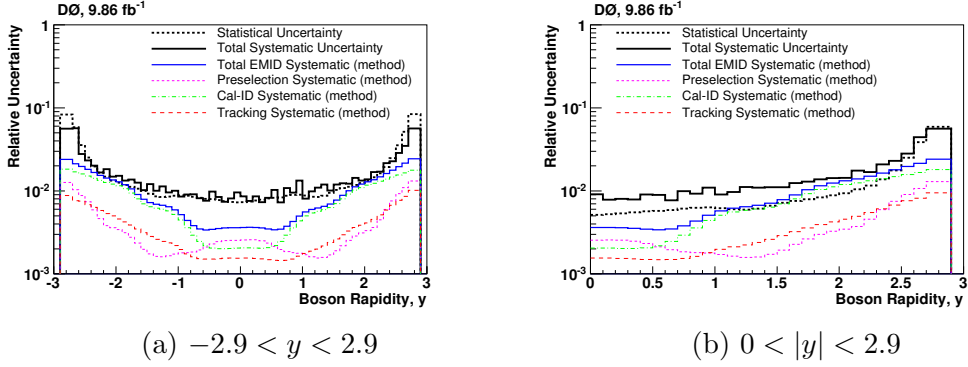 DØ, 9.86 fb-1
Relative Uncertainty
1
10-1
10-2
10-3
Statistical Uncertainty
Total Systematic Uncertainty
Total EMID Systematic (method)
Preselection Systematic (method)
Cal-ID Systematic (method)
Tracking Systematic (method)
-3 -2 -1 0 1 2 3
Boson Rapidity, y
(a) −2.9 < y < 2.9
DØ, 9.86 fb-1
Relative Uncertainty
1
10-1
10-2
10-3
Statistical Uncertainty
Total Systematic Uncertainty
Total EMID Systematic (method)
Preselection Systematic (method)
Cal-ID Systematic (method)
Tracking Systematic (method)
0 0.5 1 1.5 2 2.5 3
Boson Rapidity, y
(b) 0 < |y| < 2.9